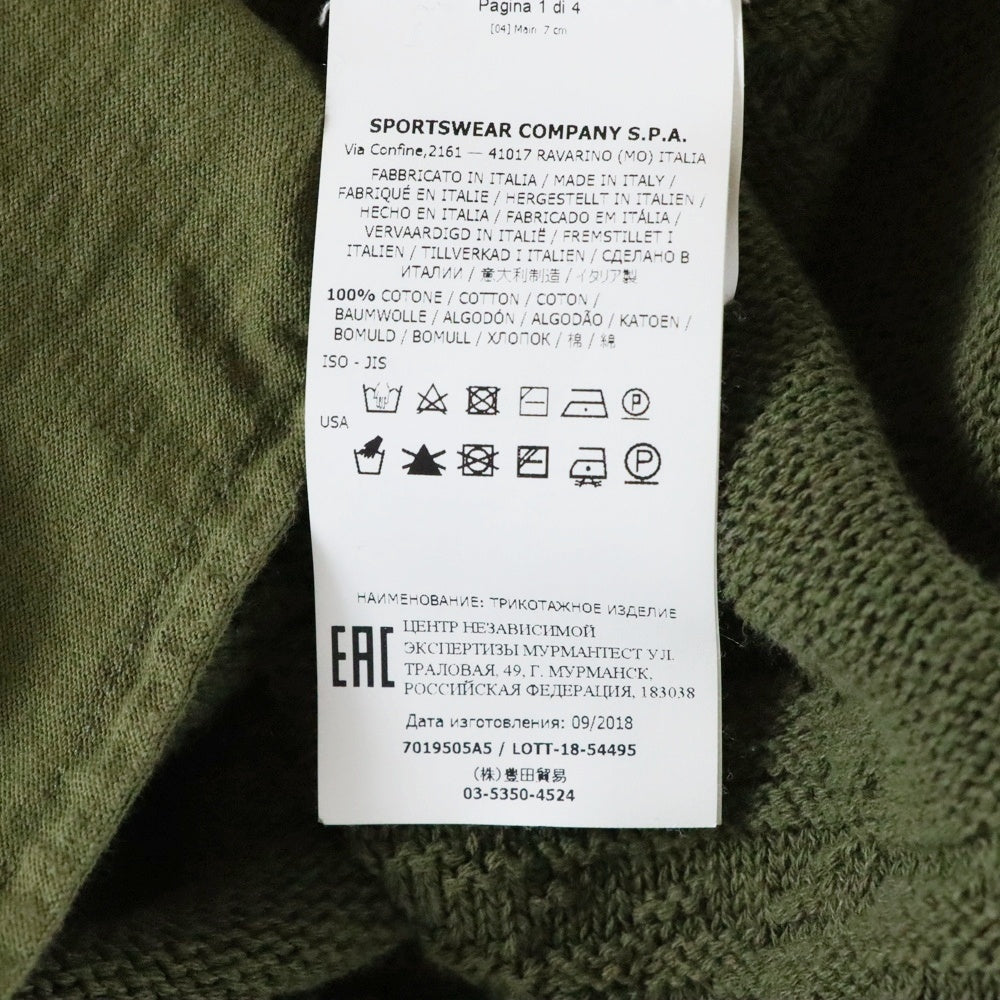 Pagina 1 di 4
[04] Main 7 cm
SPORTSWEAR COMPANY S.P.A.
Via Confine,2161 — 41017 RAVARINO (MO) ITALIA
FABBRICATO IN ITALIA / MADE IN ITALY /
FABRIQUÉ EN ITALIE / HERGESTELLT IN ITALIEN /
HECHO EN ITALIA / FABRICADO EM ITÁLIA /
VERVAARDIGD IN ITALIË / FREMSTILLET I
ITALIEN / TILLVERKAD I ITALIEN / СДЕЛАНО В
ИТАЛИИ / 意大利制造 / イタリア製
100% COTONE / COTTON / COTON /
BAUMWOLLE / ALGODÓN / ALGODÃO / KATOEN /
BOMULD / BOMULL / ХЛОПОК / 棉 / 綿
ISO - JIS
P
USA
P
НАИМЕНОВАНИЕ: ТРИКОТАЖНОЕ ИЗДЕЛИЕ
EAC
ЦЕНТР НЕЗАВИСИМОЙ
ЭКСПЕРТИЗЫ МУРМАНТЕСТ УЛ.
ТРАЛОВАЯ, 49, Г. МУРМАНСК,
РОССИЙСКАЯ ФЕДЕРАЦИЯ, 183038
Дата изготовления: 09/2018
7019505A5 / LOTT-18-54495
(株)豊田貿易
03-5350-4524